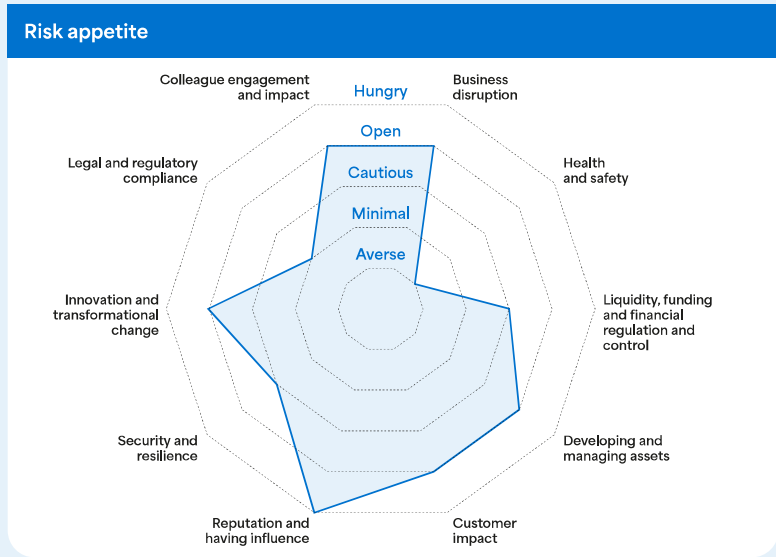 Risk appetite
Colleague engagement
and impact
Hungry
Business
disruption
Open
Legal and regulatory
compliance
Cautious
Health
and safety
Minimal
Averse
Innovation and
transformational
change
Liquidity, funding
and financial
regulation and
control
Security and
resilience
Developing and
managing assets
Reputation and
having influence
Customer
impact